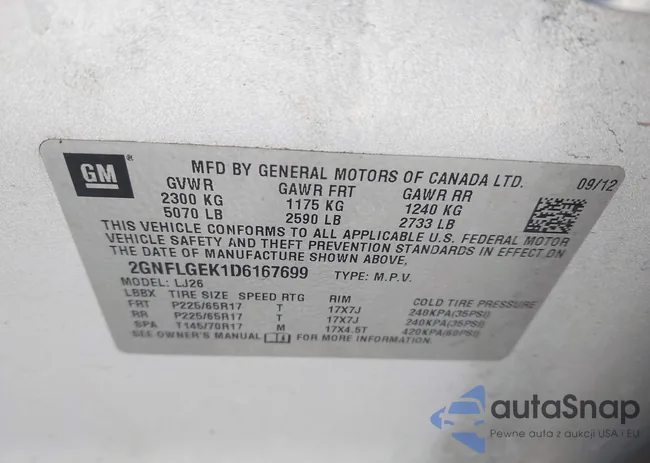 GM ®
MFD BY GENERAL MOTORS OF CANADA LTD. 09/12
GVWR GAWR FRT GAWR RR
2300 KG 1175 KG 1240 KG
5070 LB 2590 LB 2733 LB
THIS VEHICLE CONFORMS TO ALL APPLICABLE U.S. FEDERAL MOTOR
VEHICLE SAFETY AND THEFT PREVENTION STANDARDS IN EFFECT ON
THE DATE OF MANUFACTURE SHOWN ABOVE.
2GNFLGEK1D6167699 TYPE: M.P.V.
MODEL: LJ26
LBBX TIRE SIZE SPEED RTG RIM COLD TIRE PRESSURE
FRT P225/65R17 T 17X7J 240KPA(35PSI)
RR P225/65R17 T 17X7J 240KPA(35PSI)
SPA T145/70R17 M 17X4.5T 420KPA(60PSI)
SEE OWNER'S MANUAL FOR MORE INFORMATION.
autaSnap
Pewne auta z aukcji USA i EU